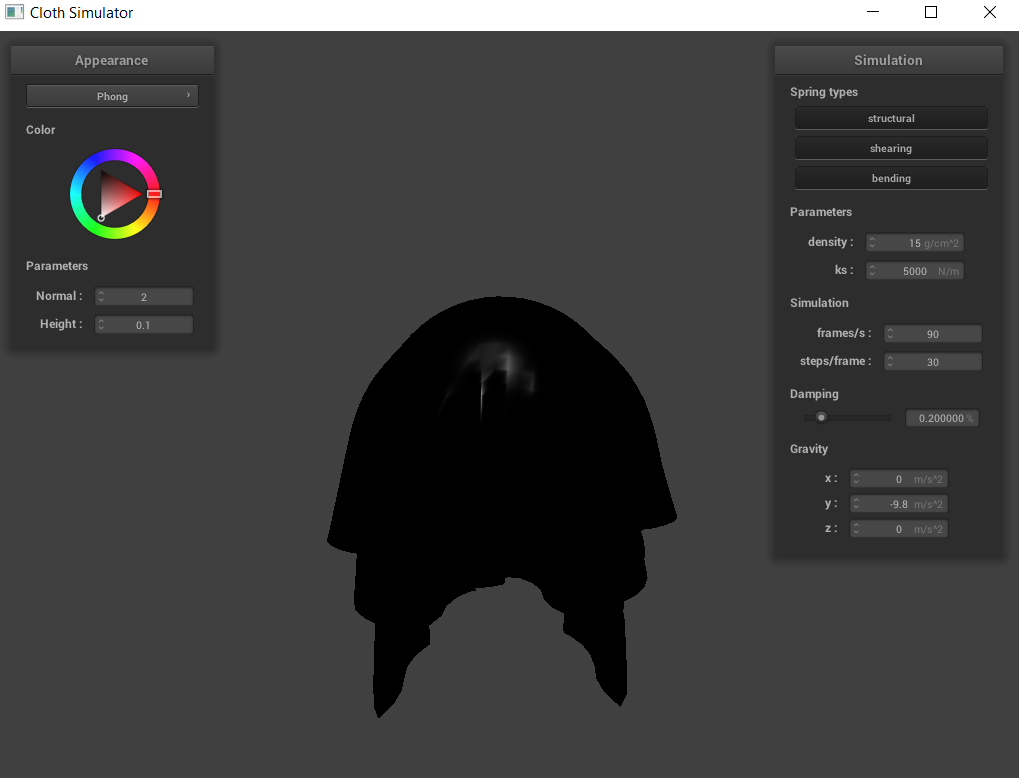 Cloth Simulator
Appearance
Phong ›
Color
Parameters
Normal : 2
Height : 0.1
Simulation
Spring types
structural
shearing
bending
Parameters
density : 15 g/cm^2
ks : 5000 N/m
Simulation
frames/s : 90
steps/frame : 30
Damping
0.200000 %
Gravity
x : 0 m/s^2
y : -9.8 m/s^2
z : 0 m/s^2